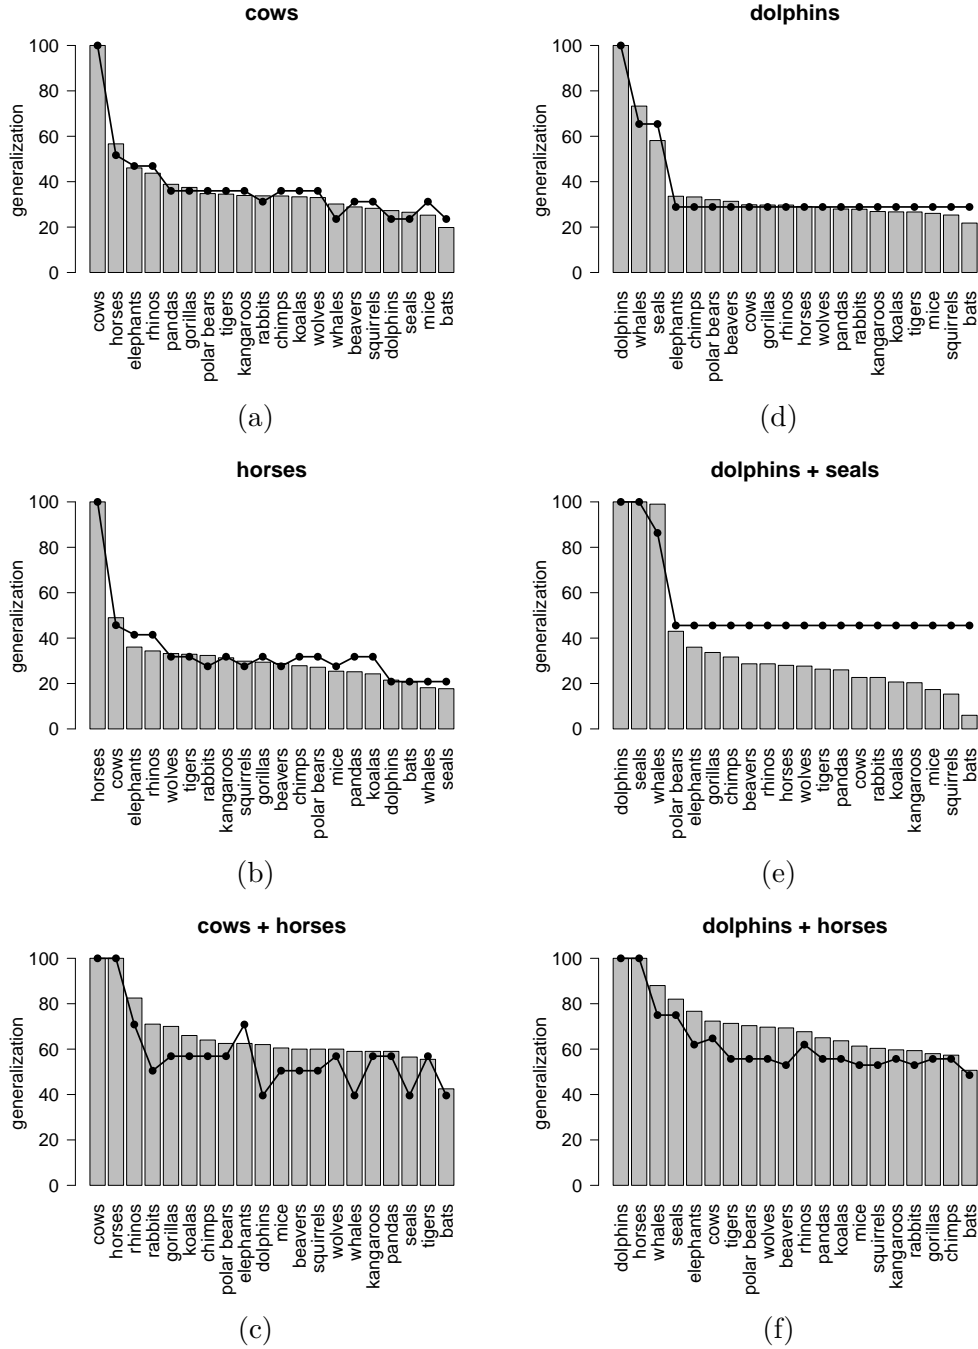 cows
generalization
100
80
60
40
20
0
cows
horses
elephants
rhinos
pandas
gorillas
polar bears
tigers
kangaroos
rabbits
chimps
koalas
wolves
whales
beavers
squirrels
dolphins
seals
mice
bats
(a)
dolphins
generalization
100
80
60
40
20
0
dolphins
whales
seals
elephants
chimps
polar bears
beavers
cows
gorillas
rhinos
horses
wolves
pandas
rabbits
kangaroos
koalas
tigers
mice
squirrels
bats
(d)
horses
generalization
100
80
60
40
20
0
horses
cows
elephants
rhinos
wolves
tigers
rabbits
kangaroos
squirrels
gorillas
beavers
chimps
polar bears
mice
pandas
koalas
dolphins
bats
whales
seals
(b)
dolphins + seals
generalization
100
80
60
40
20
0
dolphins
seals
whales
polar bears
elephants
gorillas
chimps
beavers
rhinos
horses
wolves
tigers
pandas
cows
rabbits
koalas
kangaroos
mice
squirrels
bats
(e)
cows + horses
generalization
100
80
60
40
20
0
cows
horses
rhinos
rabbits
gorillas
koalas
chimps
polar bears
elephants
dolphins
mice
beavers
squirrels
wolves
whales
kangaroos
pandas
seals
tigers
bats
(c)
dolphins + horses
generalization
100
80
60
40
20
0
dolphins
horses
whales
seals
elephants
cows
tigers
polar bears
wolves
beavers
rhinos
pandas
koalas
mice
squirrels
kangaroos
rabbits
gorillas
chimps
bats
(f)